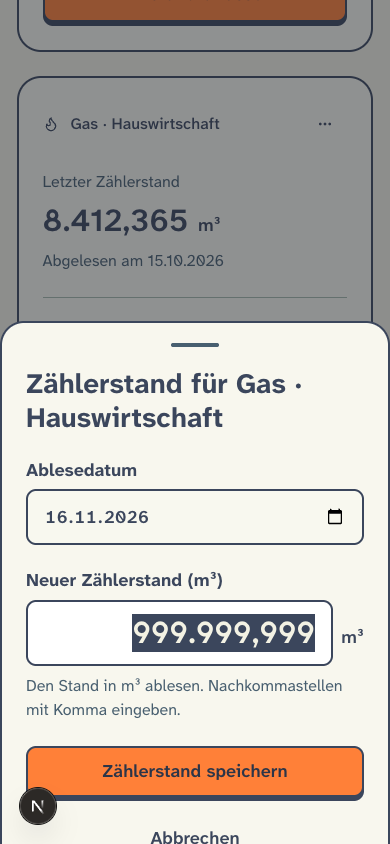 Gas · Hauswirtschaft
Letzter Zählerstand
8.412,365 m³
Abgelesen am 15.10.2026
Zählerstand für Gas ·
Hauswirtschaft
Ablesedatum
16.11.2026
Neuer Zählerstand (m³)
999.999,999 m³
Den Stand in m³ ablesen. Nachkommastellen
mit Komma eingeben.
Zählerstand speichern
N
Abbrechen